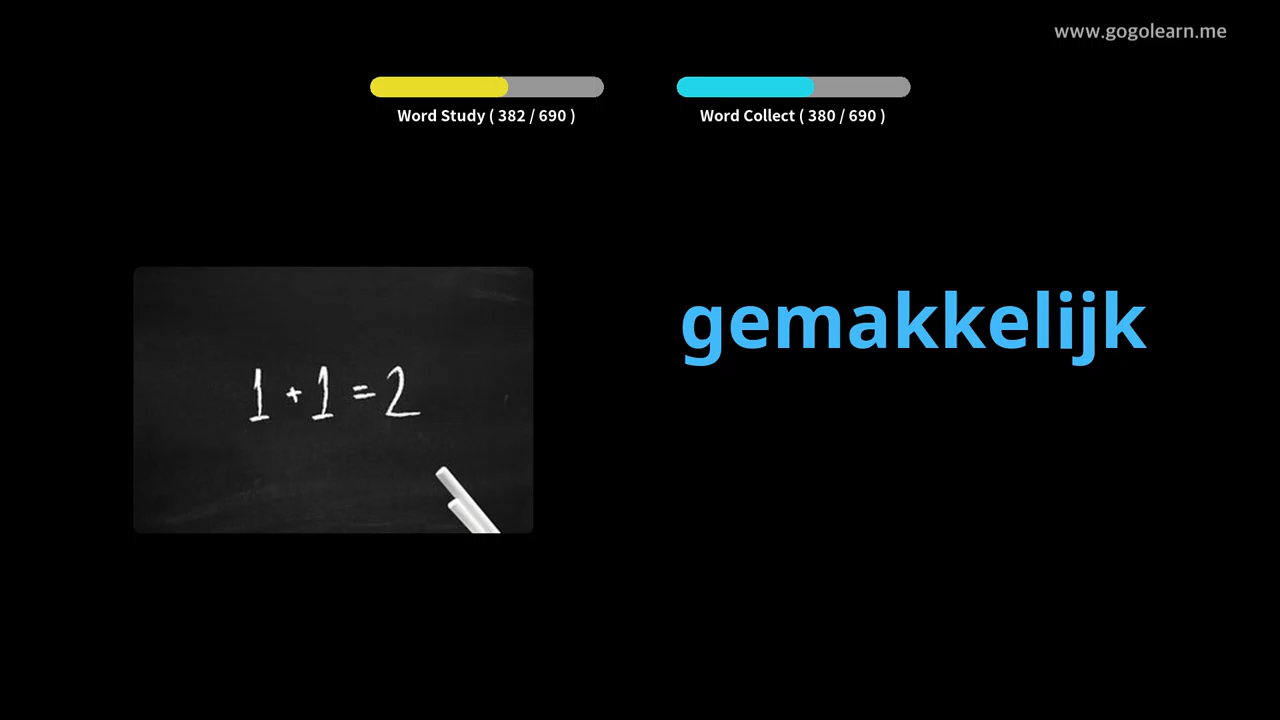 www.gogolearn.me
Word Study ( 382 / 690 )
Word Collect ( 380 / 690 )
gemakkelijk
1 + 1 = 2